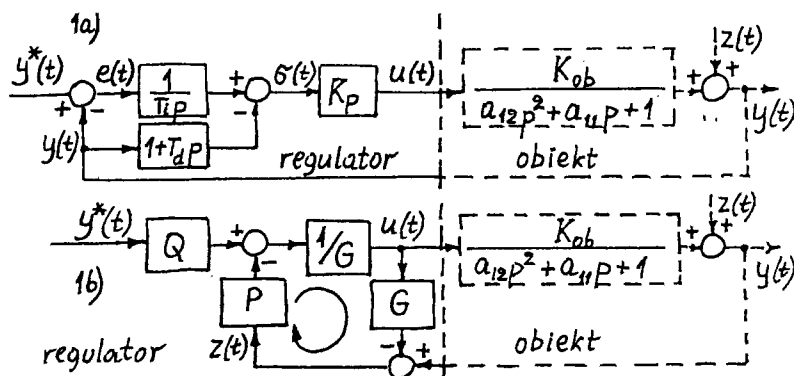 1a)
y*(t)
e(t)
1
Tip
+
-
σ(t)
Kp
u(t)
Kob
a12p²+a11p+1
z(t)
+
+
y(t)
+
-
y(t)
1+Tdp
regulator
obiekt
y*(t)
Q
+
-
1/G
u(t)
Kob
a12p²+a11p+1
z(t)
+
+
y(t)
1b)
P
G
z(t)
-
+
regulator
obiekt